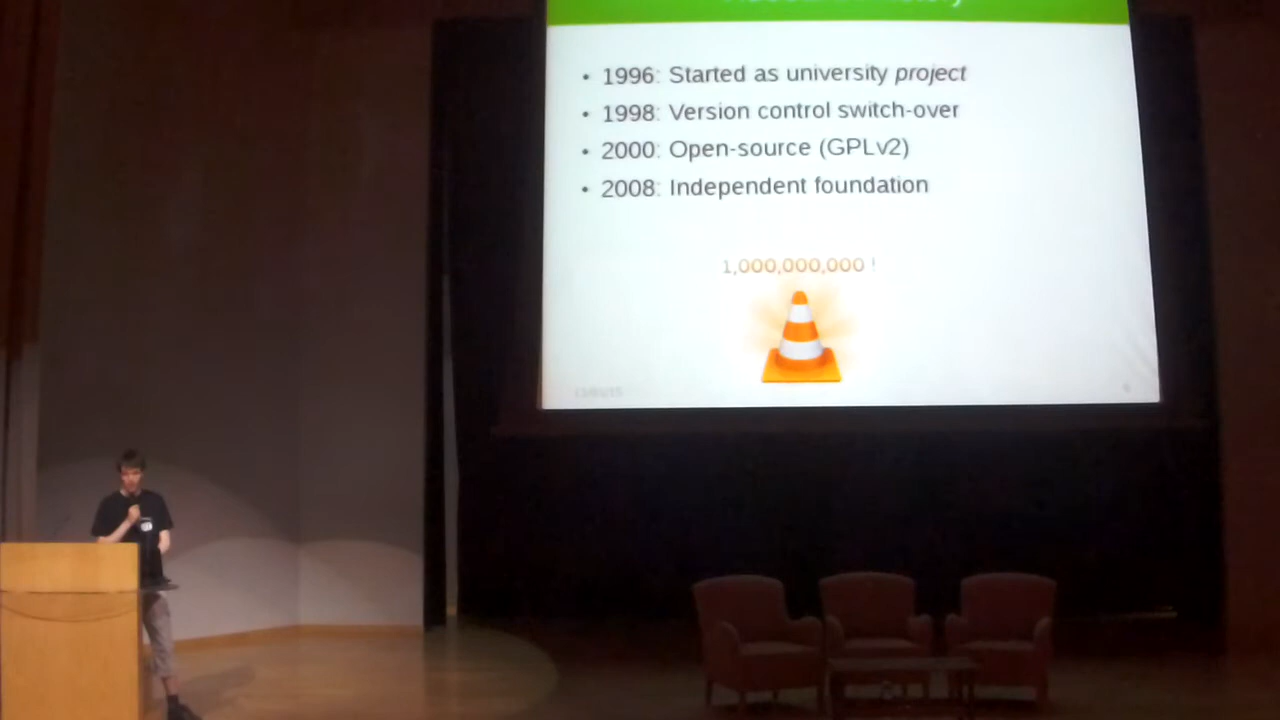 • 1996: Started as university project
• 1998: Version control switch-over
• 2000: Open-source (GPLv2)
• 2008: Independent foundation
1,000,000,000 !